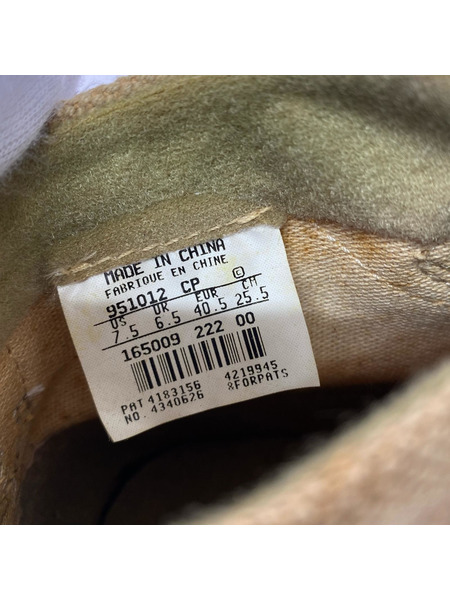 MADE IN CHINA
FABRIQUE EN CHINE
951012 CP ©
US UK EUR CM
7.5 6.5 40.5 25.5
165009 222 00
PAT 4183156 4219945
NO. 4340626 &FORPATS